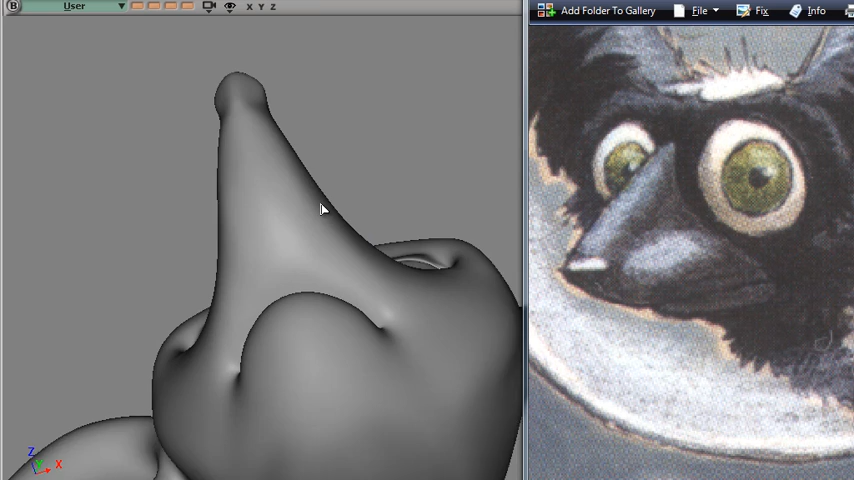 B User X Y Z
Add Folder To Gallery File Fix Info
Z
Y X